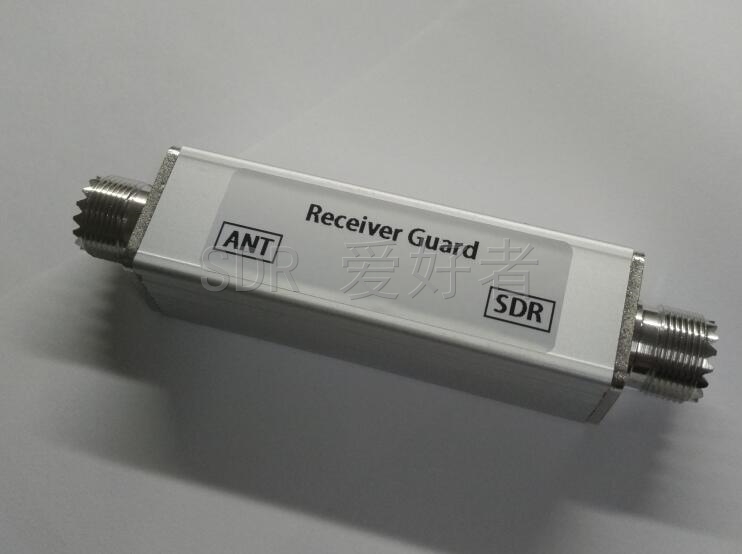 Receiver Guard
ANT
SDR
SDR 爱好者